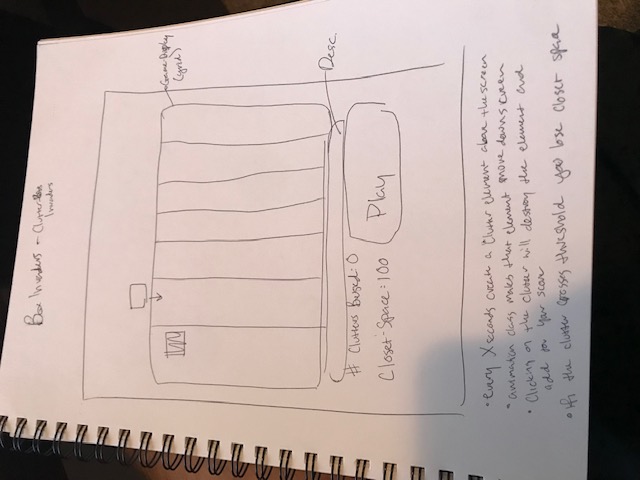 Box Invaders - Clutter
Invaders
Game-Display
(grid)
Desc.
# Clutters Busted: 0
Closet-Space: 100
Play
• every X seconds create a Clutter element above the screen
• animation class makes that element move down screen
• Clicking on the clutter will destroy the element and
add to your score
• If the clutter crosses threshold you lose closet space